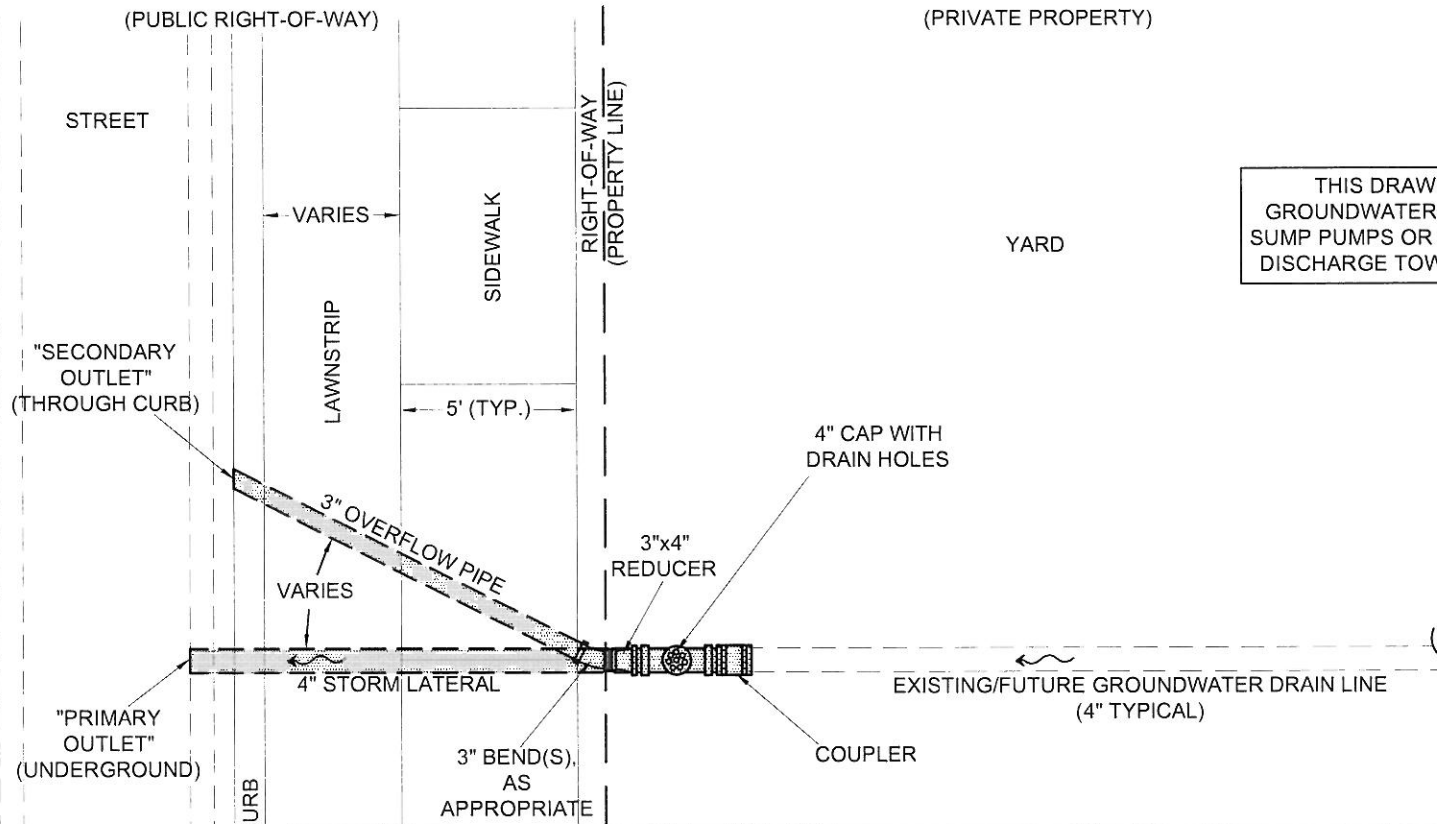 (PUBLIC RIGHT-OF-WAY)
(PRIVATE PROPERTY)
STREET
RIGHT-OF-WAY
(PROPERTY LINE)
THIS DRAW
GROUNDWATER
SUMP PUMPS OR
DISCHARGE TOW
VARIES
SIDEWALK
YARD
LAWNSTRIP
"SECONDARY
OUTLET"
(THROUGH CURB)
5' (TYP.)
4" CAP WITH
DRAIN HOLES
3" OVERFLOW PIPE
3"x4"
REDUCER
VARIES
(
4" STORM LATERAL
EXISTING/FUTURE GROUNDWATER DRAIN LINE
(4" TYPICAL)
"PRIMARY
OUTLET"
(UNDERGROUND)
3" BEND(S),
AS
APPROPRIATE
COUPLER
URB